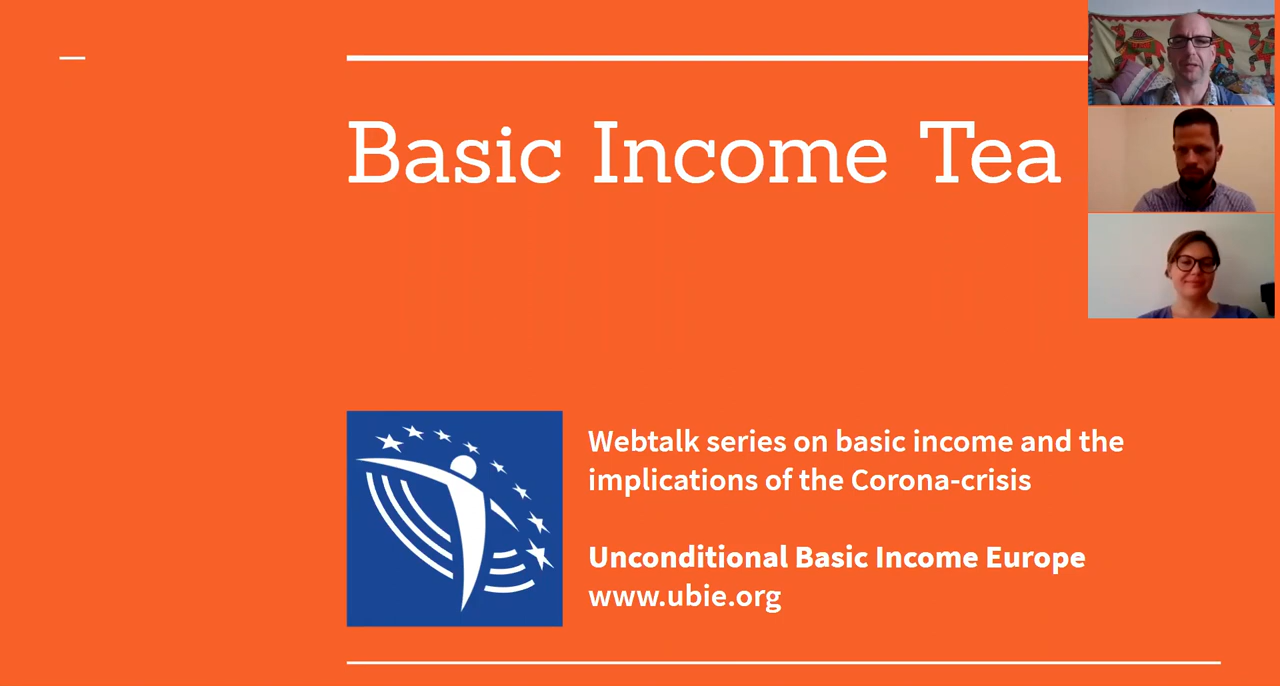 Basic Income Tea
Webtalk series on basic income and the
implications of the Corona-crisis
Unconditional Basic Income Europe
www.ubie.org